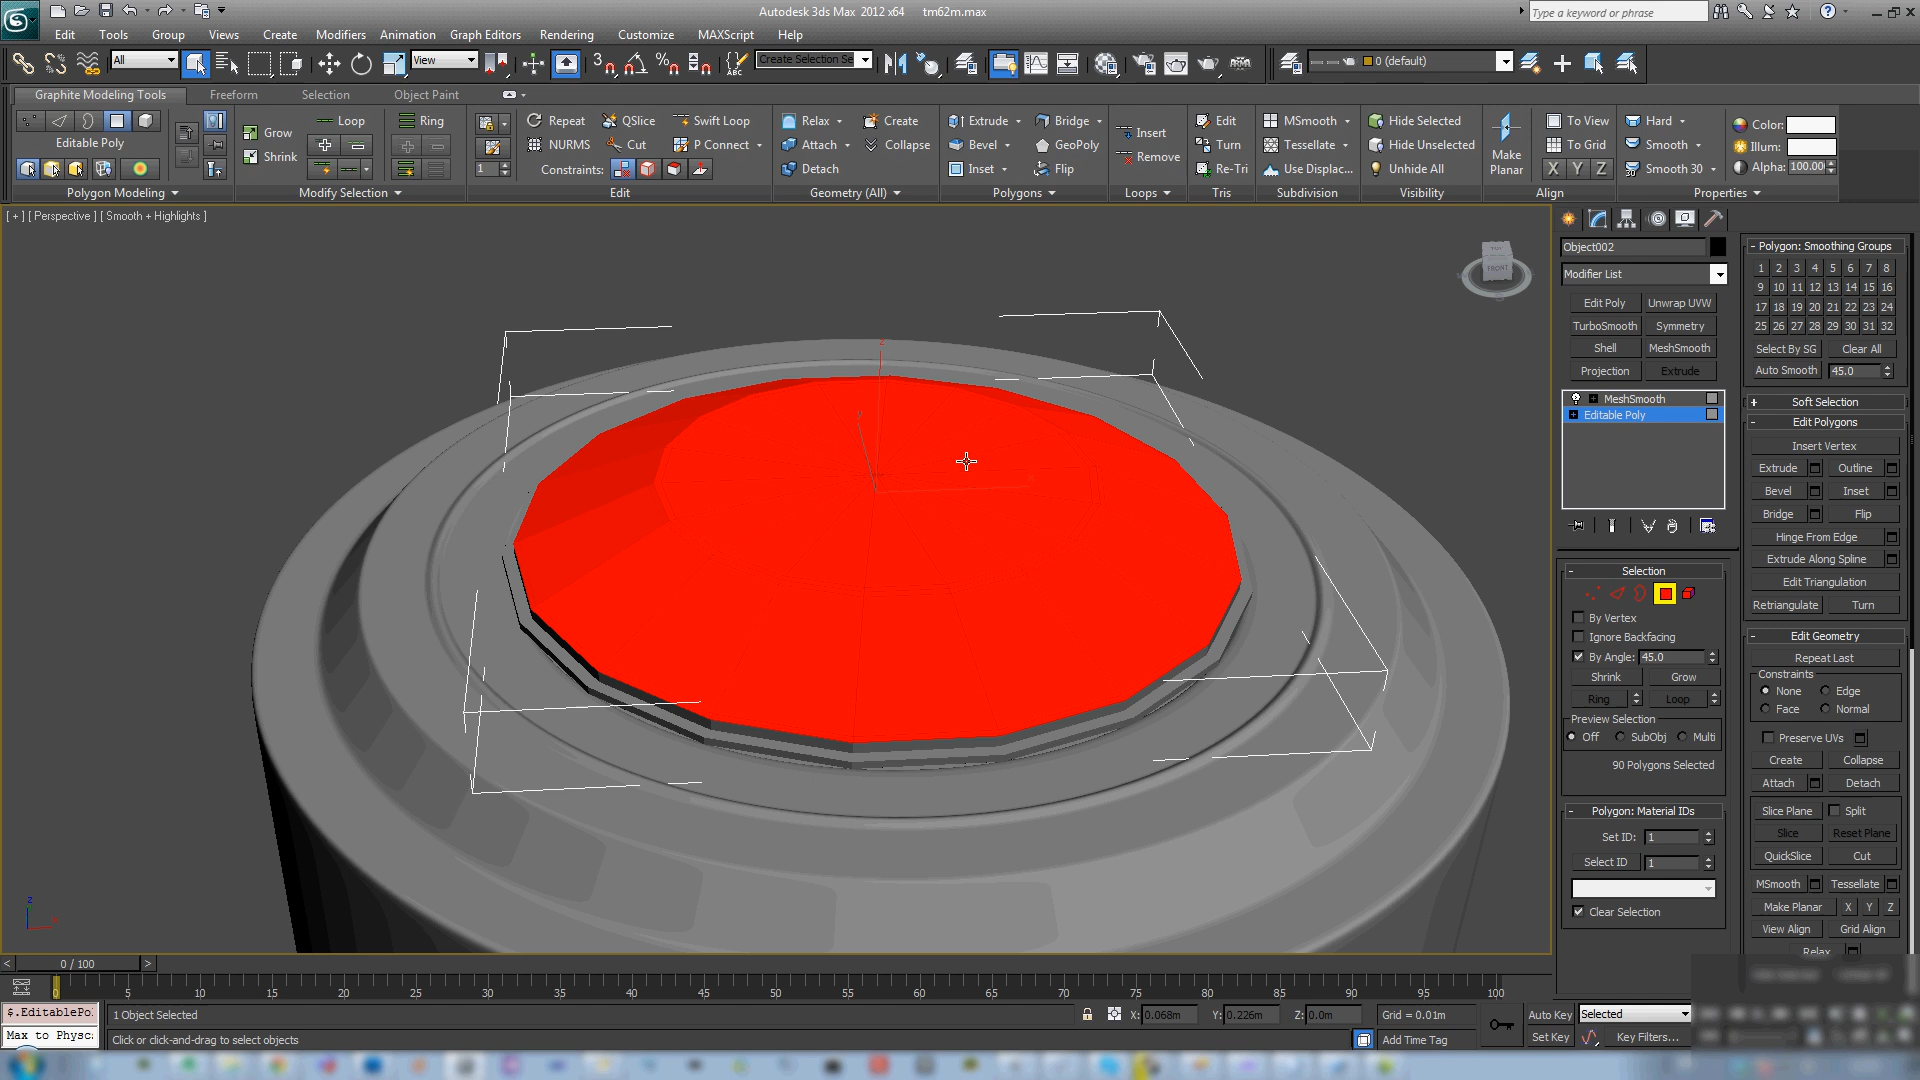 Autodesk 3ds Max 2012 x64 tm62m.max
Type a keyword or phrase
Edit Tools Group Views Create Modifiers Animation Graph Editors Rendering Customize MAXScript Help
All View 3 Create Selection Se 0 (default)
Graphite Modeling Tools Freeform Selection Object Paint
Edit Poly
Polygon Modeling
Grow Loop Ring
Shrink
Modify Selection
Repeat QSlice Swift Loop
NURMS Cut P Connect
1 Constraints:
Edit
Relax Create
Attach Collapse
Detach
Geometry (All)
Extrude Bridge
Bevel GeoPoly
Inset Flip
Polygons
Insert
Remove
Loops
Edit
Turn
Re-Tri
Tris
MSmooth
Tessellate
Use Displac...
Subdivision
Hide Selected
Hide Unselected
Unhide All
Visibility
Make Planar
To View
To Grid
X Y Z
Align
Hard
Smooth
Smooth 30
Color:
Illum:
Alpha: 100.00
Properties
[ + ] [ Perspective ] [ Smooth + Highlights ]
TOP
FRONT
Object002
Modifier List
Edit Poly Unwrap UVW
TurboSmooth Symmetry
Shell MeshSmooth
Projection Extrude
MeshSmooth
Editable Poly
Selection
By Vertex
Ignore Backfacing
By Angle: 45.0
Shrink Grow
Ring Loop
Preview Selection
Off SubObj Multi
90 Polygons Selected
Polygon: Material IDs
Set ID: 1
Select ID 1
Clear Selection
Polygon: Smoothing Groups
1 2 3 4 5 6 7 8
9 10 11 12 13 14 15 16
17 18 19 20 21 22 23 24
25 26 27 28 29 30 31 32
Select By SG Clear All
Auto Smooth 45.0
Soft Selection
Edit Polygons
Insert Vertex
Extrude Outline
Bevel Inset
Bridge Flip
Hinge From Edge
Extrude Along Spline
Edit Triangulation
Retriangulate Turn
Edit Geometry
Repeat Last
Constraints
None Edge
Face Normal
Preserve UVs
Create Collapse
Attach Detach
Slice Plane Split
Slice Reset Plane
QuickSlice Cut
MSmooth Tessellate
Make Planar X Y Z
View Align Grid Align
Relax
z
z
0 / 100
0 5 10 15 20 25 30 35 40 45 50 55 60 65 70 75 80 85 90 95 100
$.EditablePo
1 Object Selected X: 0.068m Y: 0.226m Z: 0.0m Grid = 0.01m Auto Key Selected
Max to Physc
Click or click-and-drag to select objects Add Time Tag Set Key Key Filters...